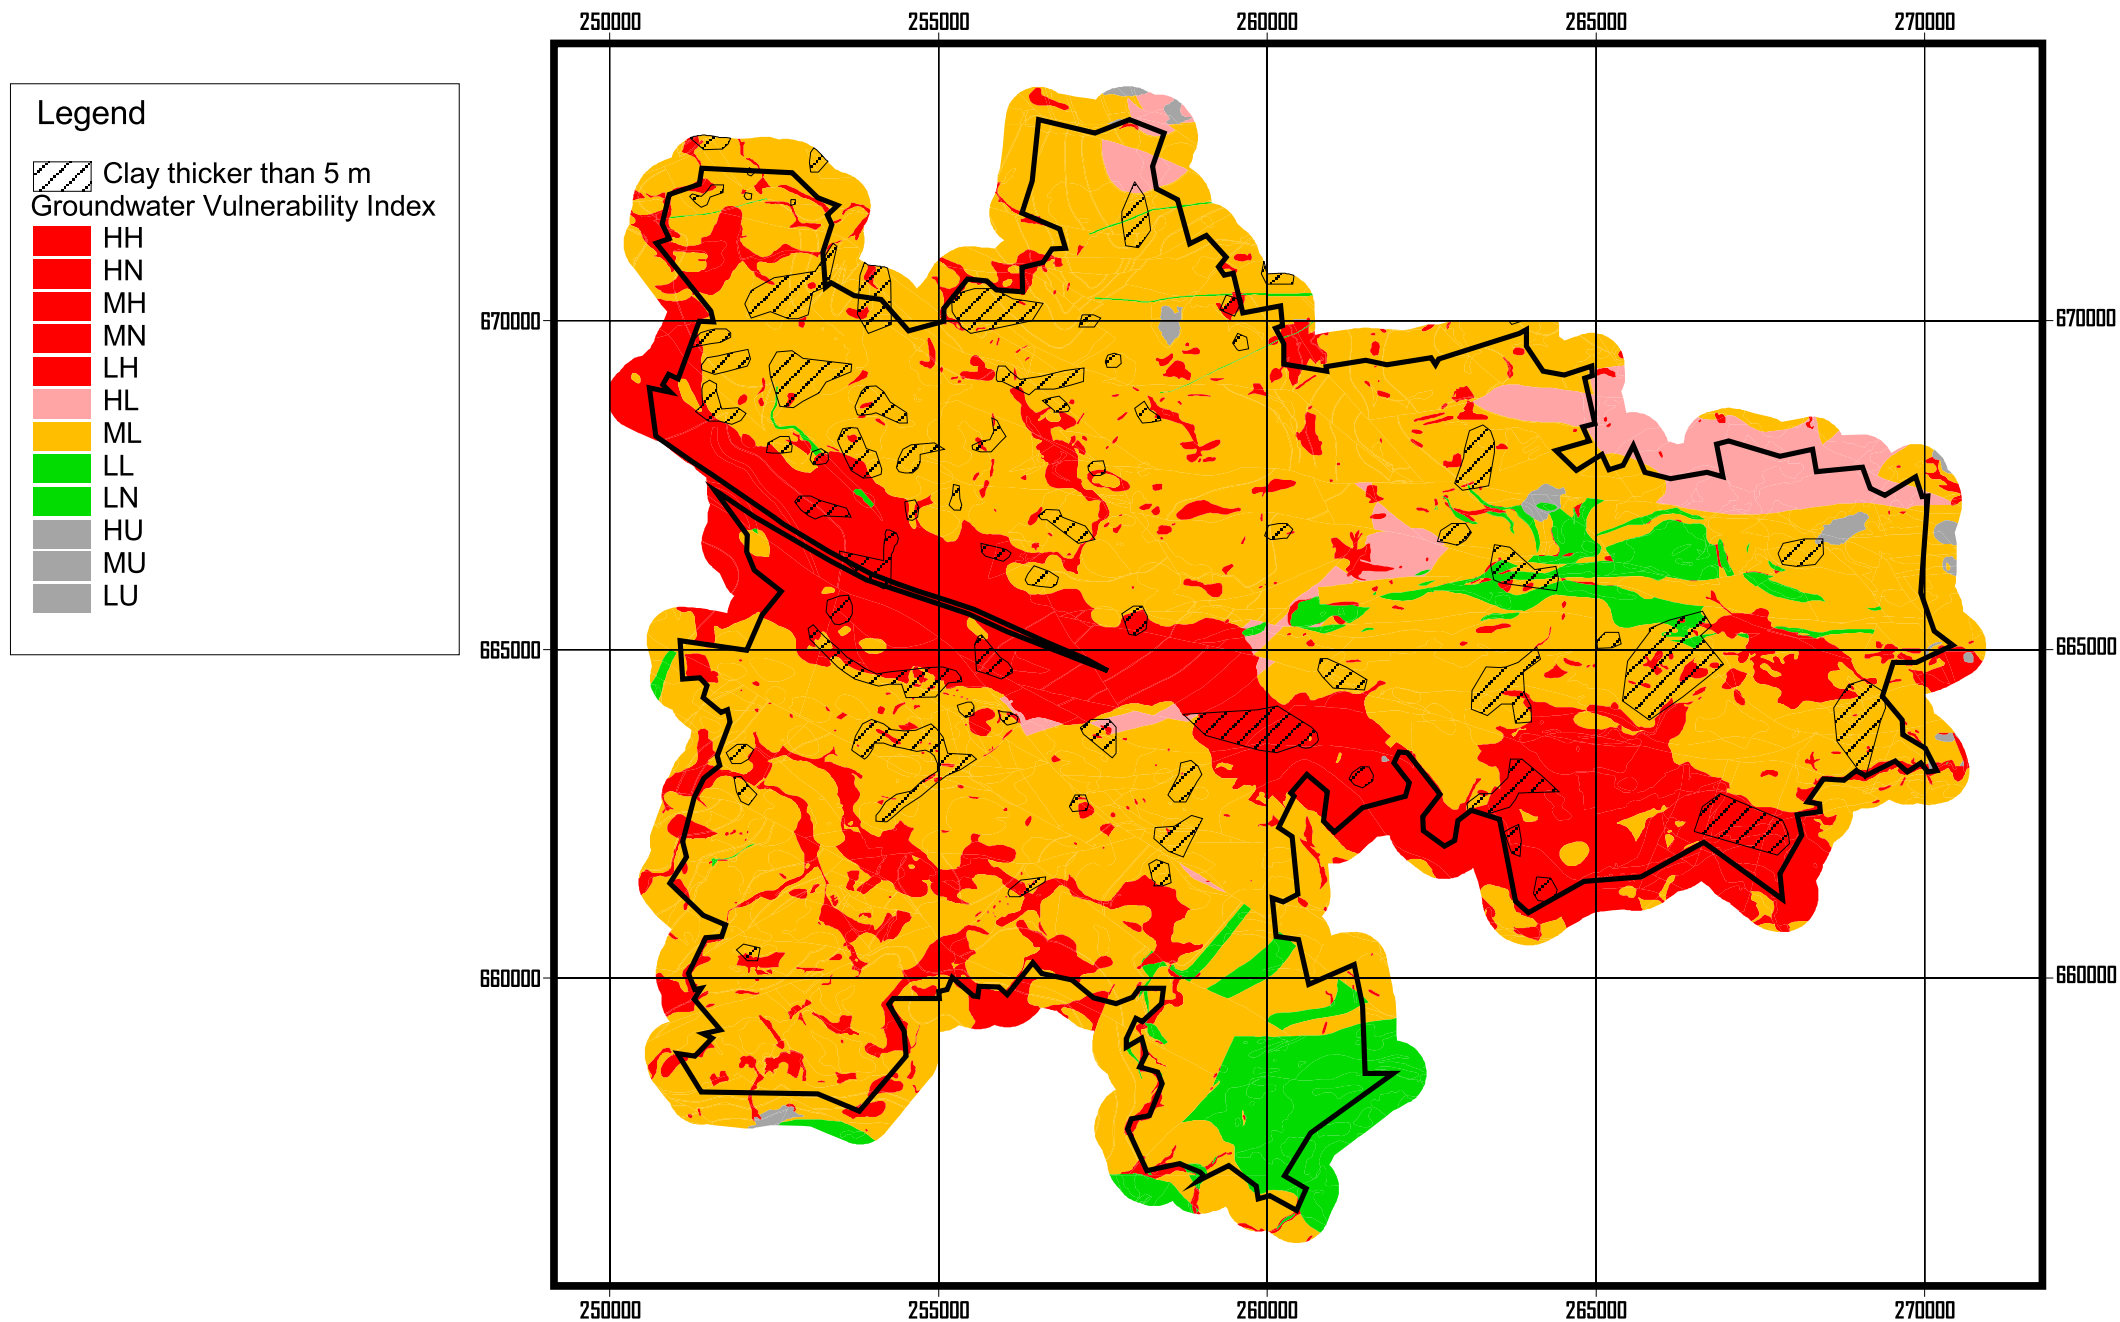 250000 255000 260000 265000 270000
Legend
Clay thicker than 5 m
Groundwater Vulnerability Index
HH
HN
MH
MN
LH
HL
ML
LL
LN
HU
MU
LU
670000 670000
665000 665000
660000 660000
250000 255000 260000 265000 270000